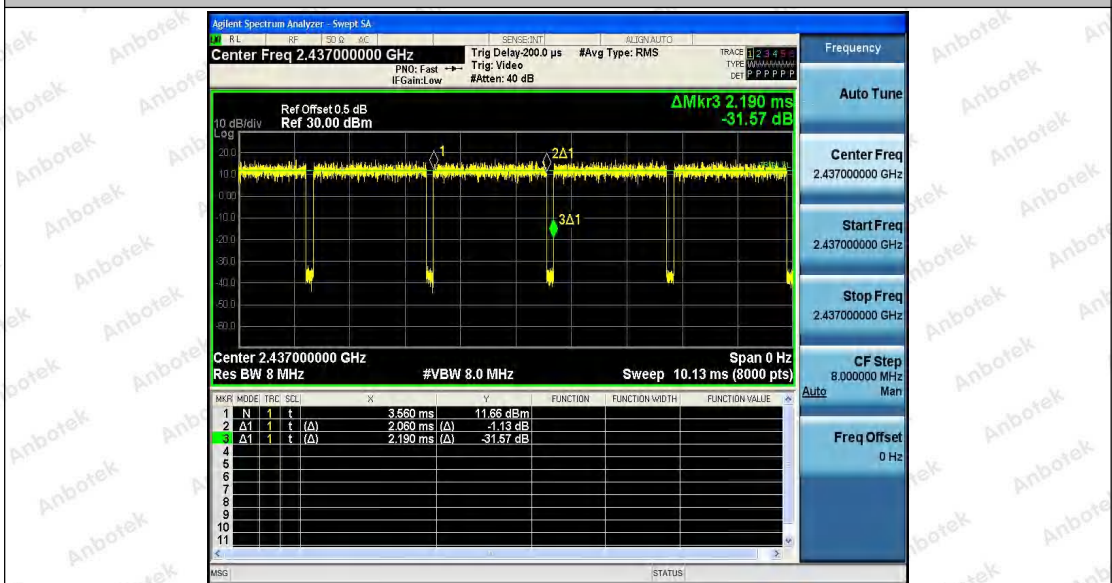 Agilent Spectrum Analyzer - Swept SA
RL RF 50 Ω AC SENSE:INT ALIGN AUTO
Center Freq 2.437000000 GHz
PNO: Fast
IFGain:Low
Trig Delay-200.0 µs
Trig: Video
#Atten: 40 dB
#Avg Type: RMS
TRACE 1 2 3 4 5 6
TYPE
DET P P P P P P
Frequency
Auto Tune
Center Freq
2.437000000 GHz
Start Freq
2.437000000 GHz
Stop Freq
2.437000000 GHz
CF Step
8.000000 MHz
Auto Man
Freq Offset
0 Hz
ΔMkr3 2.190 ms
-31.57 dB
Ref Offset 0.5 dB
10 dB/div Ref 30.00 dBm
Log
20.0
10.0
0.00
-10.0
-20.0
-30.0
-40.0
-50.0
-60.0
1
2Δ1
3Δ1
Center 2.437000000 GHz Span 0 Hz
Res BW 8 MHz #VBW 8.0 MHz Sweep 10.13 ms (8000 pts)
MKR MODE TRC SCL X Y FUNCTION FUNCTION WIDTH FUNCTION VALUE
1 N 1 t 3.560 ms 11.66 dBm
2 Δ1 1 t (Δ) 2.060 ms (Δ) -1.13 dB
3 Δ1 1 t (Δ) 2.190 ms (Δ) -31.57 dB
4
5
6
7
8
9
10
11
MSG STATUS
Anbotek